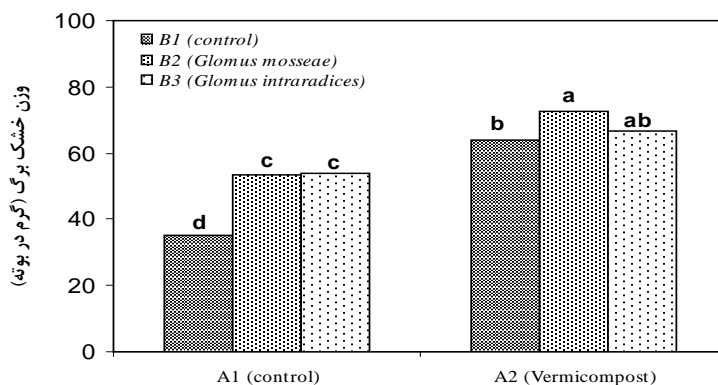 100
80
60
40
20
0
وزن خشک برگ (گرم در بوته)
B1 (control)
B2 (Glomus mosseae)
B3 (Glomus intraradices)
d
c
c
b
a
ab
A1 (control)
A2 (Vermicompost)